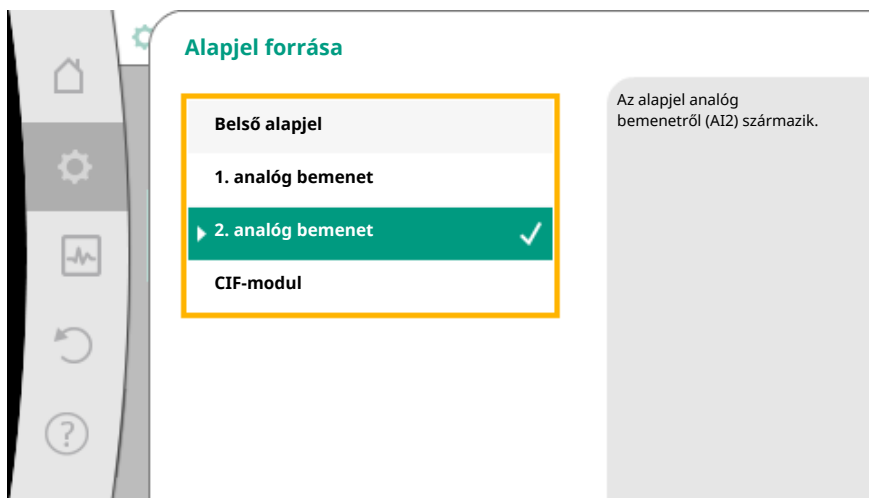 Alapjel forrása
Belső alapjel
1. analóg bemenet
2. analóg bemenet
CIF-modul
Az alapjel analóg
bemenetről (AI2) származik.